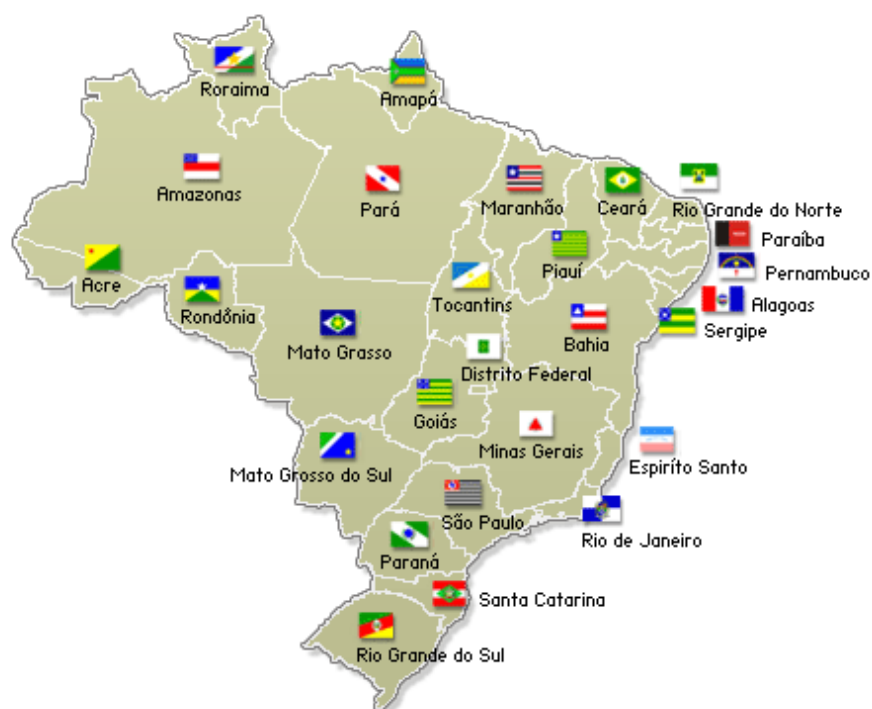 Roraima
Amapá
Amazonas
Pará
Maranhão
Ceará
Rio Grande do Norte
Paraíba
Piauí
Pernambuco
Acre
Rondônia
Tocantins
Alagoas
Sergipe
Mato Grasso
Bahia
Distrito Federal
Goiás
Minas Gerais
Mato Grosso do Sul
Espiríto Santo
São Paulo
Rio de Janeiro
Paraná
Santa Catarina
Rio Grande do Sul